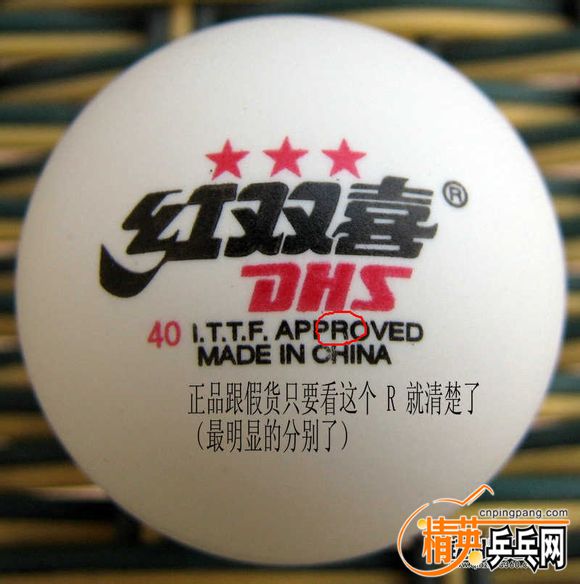 ★★★
红双喜®
DHS
40 I.T.T.F. APPROVED
MADE IN CHINA
正品跟假货只要看这个 R 就清楚了
（最明显的分别了）
cnpingpang.com
精英乒乓网